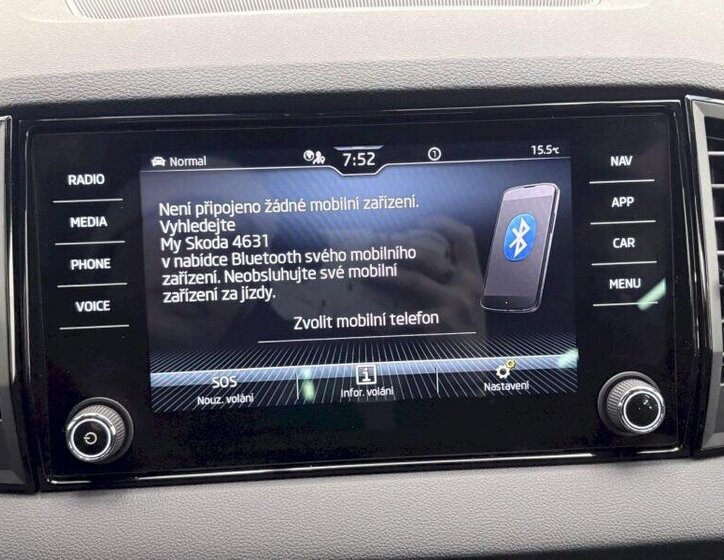 Normal
7:52
1
15.5°C
RADIO
MEDIA
PHONE
VOICE
Není připojeno žádné mobilní zařízení.
Vyhledejte
My Skoda 4631
v nabídce Bluetooth svého mobilního
zařízení. Neobsluhujte své mobilní
zařízení za jízdy.
Zvolit mobilní telefon
SOS
Nouz. volání
i
Infor. volání
Nastavení
NAV
APP
CAR
MENU